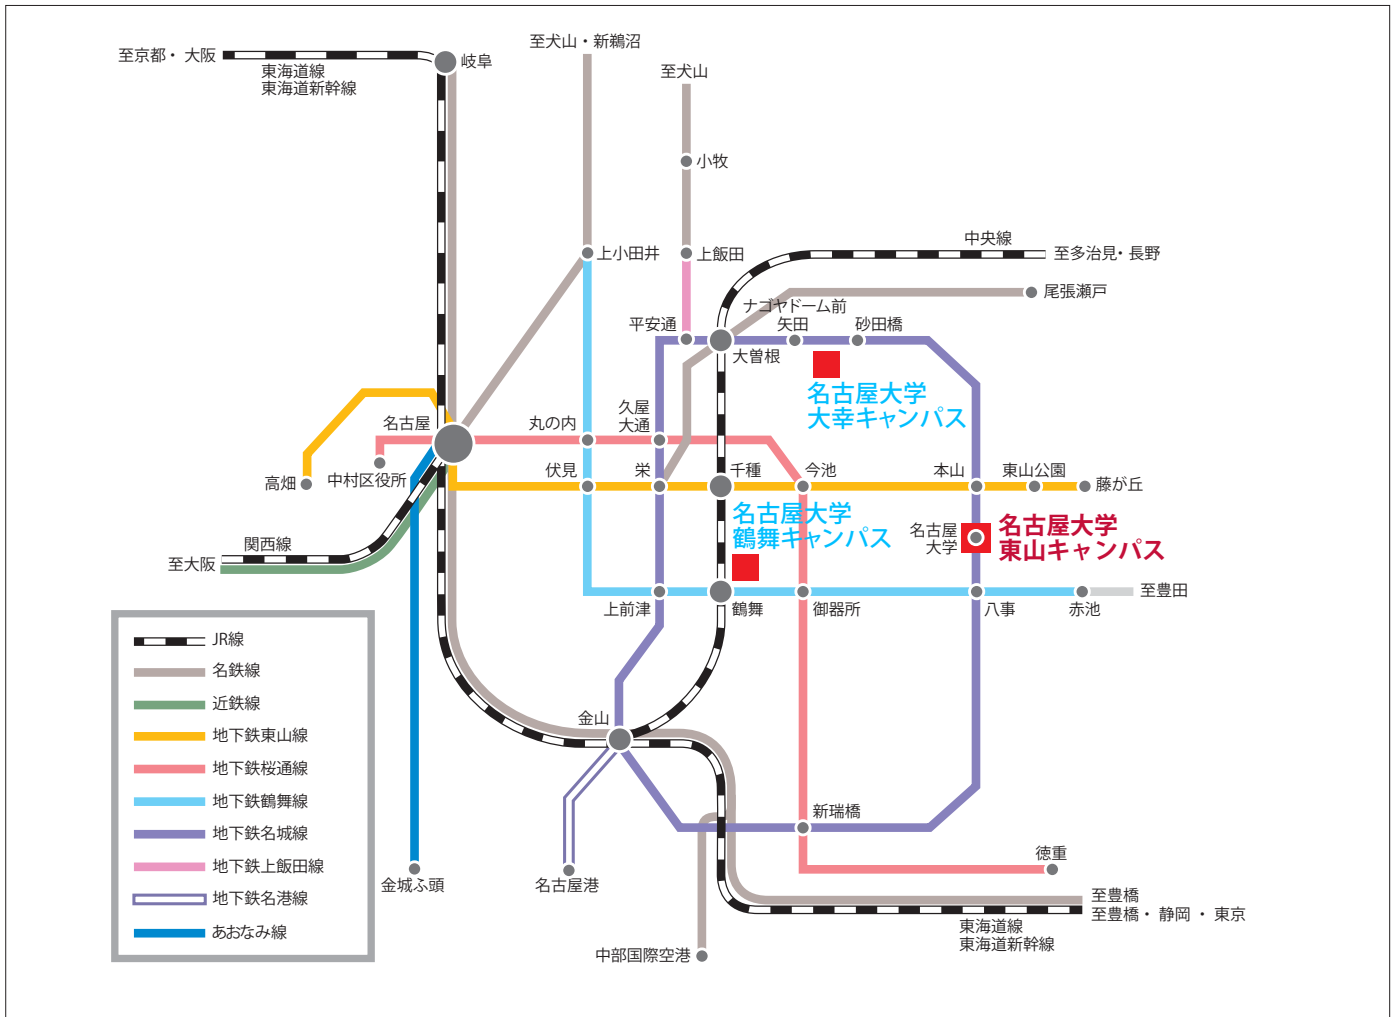 至京都・大阪
東海道線
東海道新幹線
岐阜
至犬山・新鵜沼
至犬山
小牧
上小田井
上飯田
中央線
至多治見・長野
尾張瀬戸
ナゴヤドーム前
矢田
砂田橋
平安通
大曽根
名古屋大学
大幸キャンパス
名古屋
丸の内
久屋
大通
高畑
中村区役所
伏見
栄
千種
今池
本山
東山公園
藤が丘
名古屋大学
鶴舞キャンパス
名古屋
大学
名古屋大学
東山キャンパス
関西線
至大阪
上前津
鶴舞
御器所
八事
赤池
至豊田
JR線
名鉄線
近鉄線
地下鉄東山線
地下鉄桜通線
地下鉄鶴舞線
地下鉄名城線
地下鉄上飯田線
地下鉄名港線
あおなみ線
金山
新瑞橋
徳重
金城ふ頭
名古屋港
中部国際空港
至豊橋
至豊橋・静岡・東京
東海道線
東海道新幹線